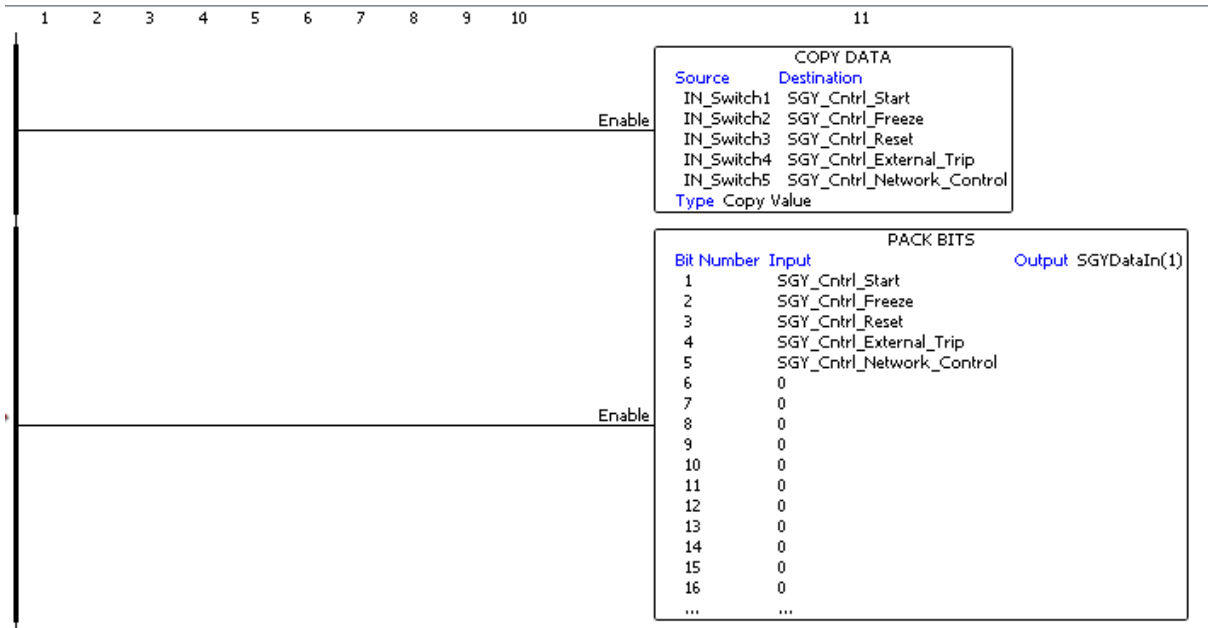 1 2 3 4 5 6 7 8 9 10 11
COPY DATA
Source Destination
IN_Switch1 SGY_Cntrl_Start
Enable IN_Switch2 SGY_Cntrl_Freeze
IN_Switch3 SGY_Cntrl_Reset
IN_Switch4 SGY_Cntrl_External_Trip
IN_Switch5 SGY_Cntrl_Network_Control
Type Copy Value
PACK BITS
Bit Number Input Output SGYDataIn(1)
1 SGY_Cntrl_Start
2 SGY_Cntrl_Freeze
3 SGY_Cntrl_Reset
4 SGY_Cntrl_External_Trip
5 SGY_Cntrl_Network_Control
6 0
7 0
Enable
8 0
9 0
10 0
11 0
12 0
13 0
14 0
15 0
16 0
... ...